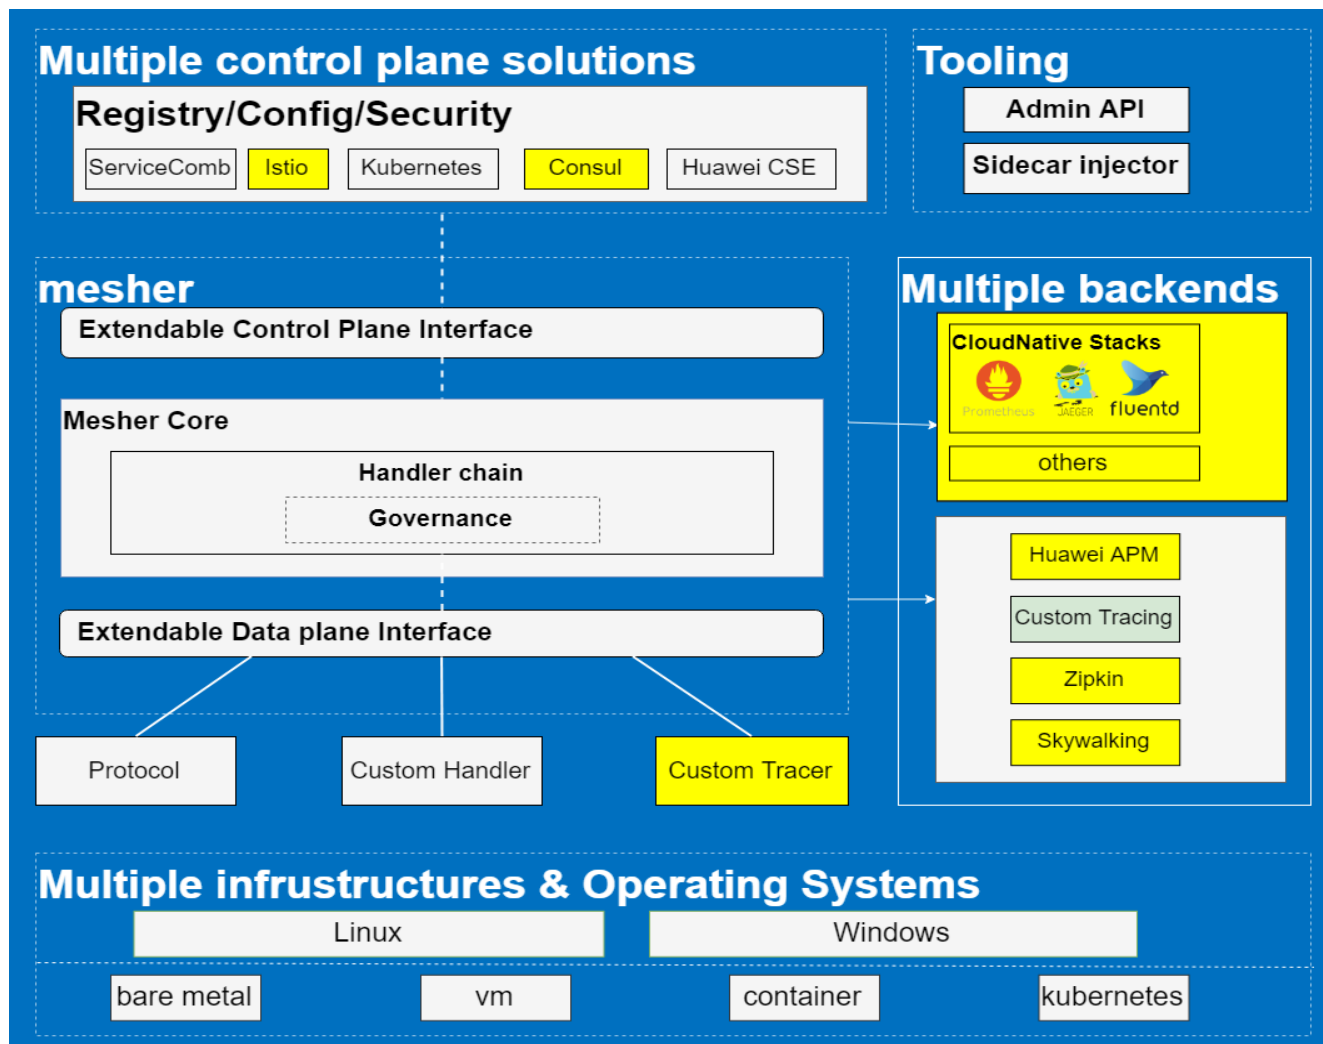 Multiple control plane solutions
Registry/Config/Security
ServiceComb
Istio
Kubernetes
Consul
Huawei CSE
Tooling
Admin API
Sidecar injector
mesher
Extendable Control Plane Interface
Mesher Core
Handler chain
Governance
Extendable Data plane Interface
Protocol
Custom Handler
Custom Tracer
Multiple backends
CloudNative Stacks
Prometheus
JAEGER
fluentd
others
Huawei APM
Custom Tracing
Zipkin
Skywalking
Multiple infrustructures & Operating Systems
Linux
Windows
bare metal
vm
container
kubernetes